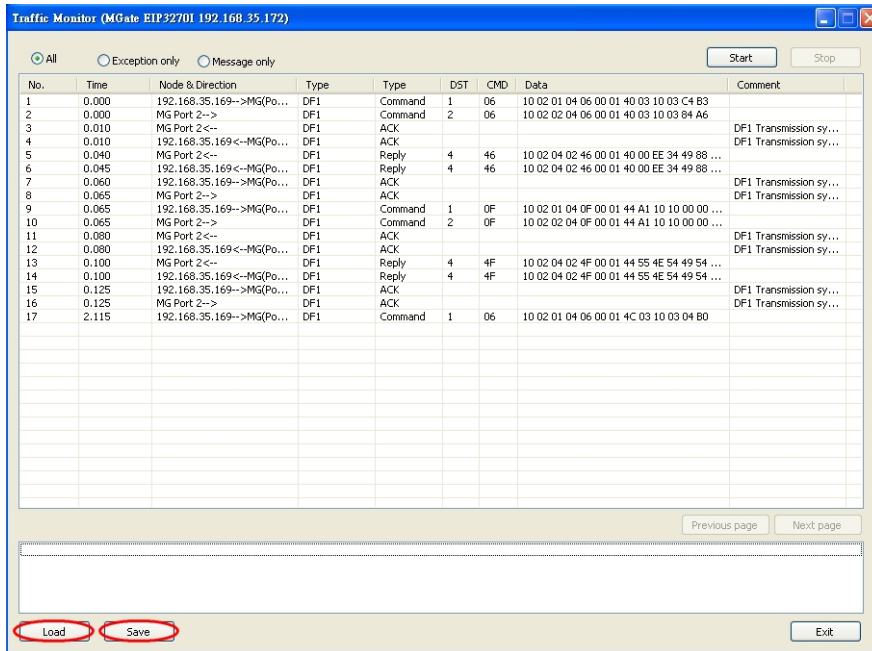 Traffic Monitor (MGate EIP3270I 192.168.35.172)
All Exception only Message only Start Stop
No. Time Node & Direction Type Type DST CMD Data Comment
1 0.000 192.168.35.169-->MG(Po... DF1 Command 1 06 10 02 01 04 06 00 01 40 03 10 03 C4 B3
2 0.000 MG Port 2--> DF1 Command 2 06 10 02 02 04 06 00 01 40 03 10 03 84 A6
3 0.010 MG Port 2<-- DF1 ACK DF1 Transmission sy...
4 0.010 192.168.35.169<--MG(Po... DF1 ACK DF1 Transmission sy...
5 0.040 MG Port 2<-- DF1 Reply 4 46 10 02 04 02 46 00 01 40 00 EE 34 49 88 ...
6 0.045 192.168.35.169<--MG(Po... DF1 Reply 4 46 10 02 04 02 46 00 01 40 00 EE 34 49 88 ...
7 0.060 192.168.35.169-->MG(Po... DF1 ACK DF1 Transmission sy...
8 0.065 MG Port 2--> DF1 ACK DF1 Transmission sy...
9 0.065 192.168.35.169-->MG(Po... DF1 Command 1 0F 10 02 01 04 0F 00 01 44 A1 10 10 00 00 ...
10 0.065 MG Port 2--> DF1 Command 2 0F 10 02 02 04 0F 00 01 44 A1 10 10 00 00 ...
11 0.080 MG Port 2<-- DF1 ACK DF1 Transmission sy...
12 0.080 192.168.35.169<--MG(Po... DF1 ACK DF1 Transmission sy...
13 0.100 MG Port 2<-- DF1 Reply 4 4F 10 02 04 02 4F 00 01 44 55 4E 54 49 54 ...
14 0.100 192.168.35.169<--MG(Po... DF1 Reply 4 4F 10 02 04 02 4F 00 01 44 55 4E 54 49 54 ...
15 0.125 192.168.35.169-->MG(Po... DF1 ACK DF1 Transmission sy...
16 0.125 MG Port 2--> DF1 ACK DF1 Transmission sy...
17 2.115 192.168.35.169-->MG(Po... DF1 Command 1 06 10 02 01 04 06 00 01 4C 03 10 03 04 B0
Previous page Next page
Load Save Exit